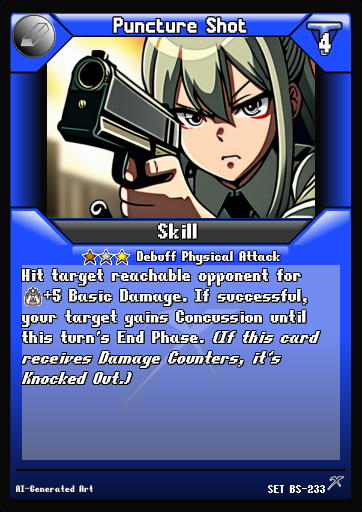 Puncture Shot
4
Skill
Debuff Physical Attack
Hit target reachable opponent for
+5 Basic Damage. If successful,
your target gains Concussion until
this turn's End Phase. (If this card
receives Damage Counters, it's
Knocked Out.)
AI-Generated Art
SET BS-233